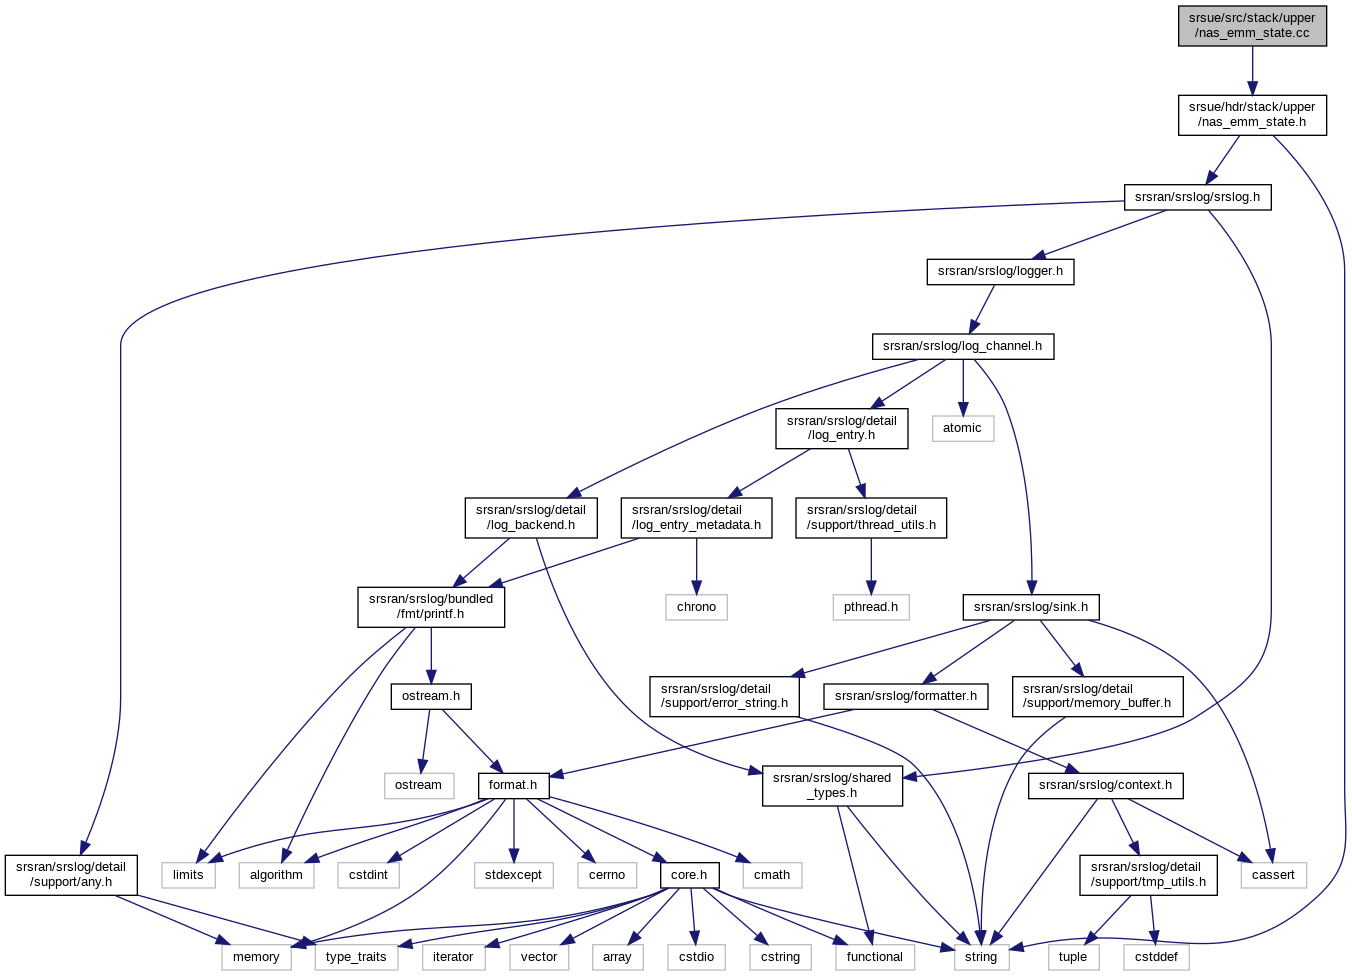 srsue/src/stack/upper
/nas_emm_state.cc
srsue/hdr/stack/upper
/nas_emm_state.h
srsran/srslog/srslog.h
srsran/srslog/logger.h
srsran/srslog/log_channel.h
srsran/srslog/detail
/log_entry.h
atomic
srsran/srslog/detail
/log_backend.h
srsran/srslog/detail
/log_entry_metadata.h
srsran/srslog/detail
/support/thread_utils.h
srsran/srslog/bundled
/fmt/printf.h
chrono
pthread.h
srsran/srslog/sink.h
ostream.h
srsran/srslog/detail
/support/error_string.h
srsran/srslog/formatter.h
srsran/srslog/detail
/support/memory_buffer.h
ostream
format.h
srsran/srslog/shared
_types.h
srsran/srslog/context.h
srsran/srslog/detail
/support/any.h
limits
algorithm
cstdint
stdexcept
cerrno
core.h
cmath
srsran/srslog/detail
/support/tmp_utils.h
cassert
memory
type_traits
iterator
vector
array
cstdio
cstring
functional
string
tuple
cstddef